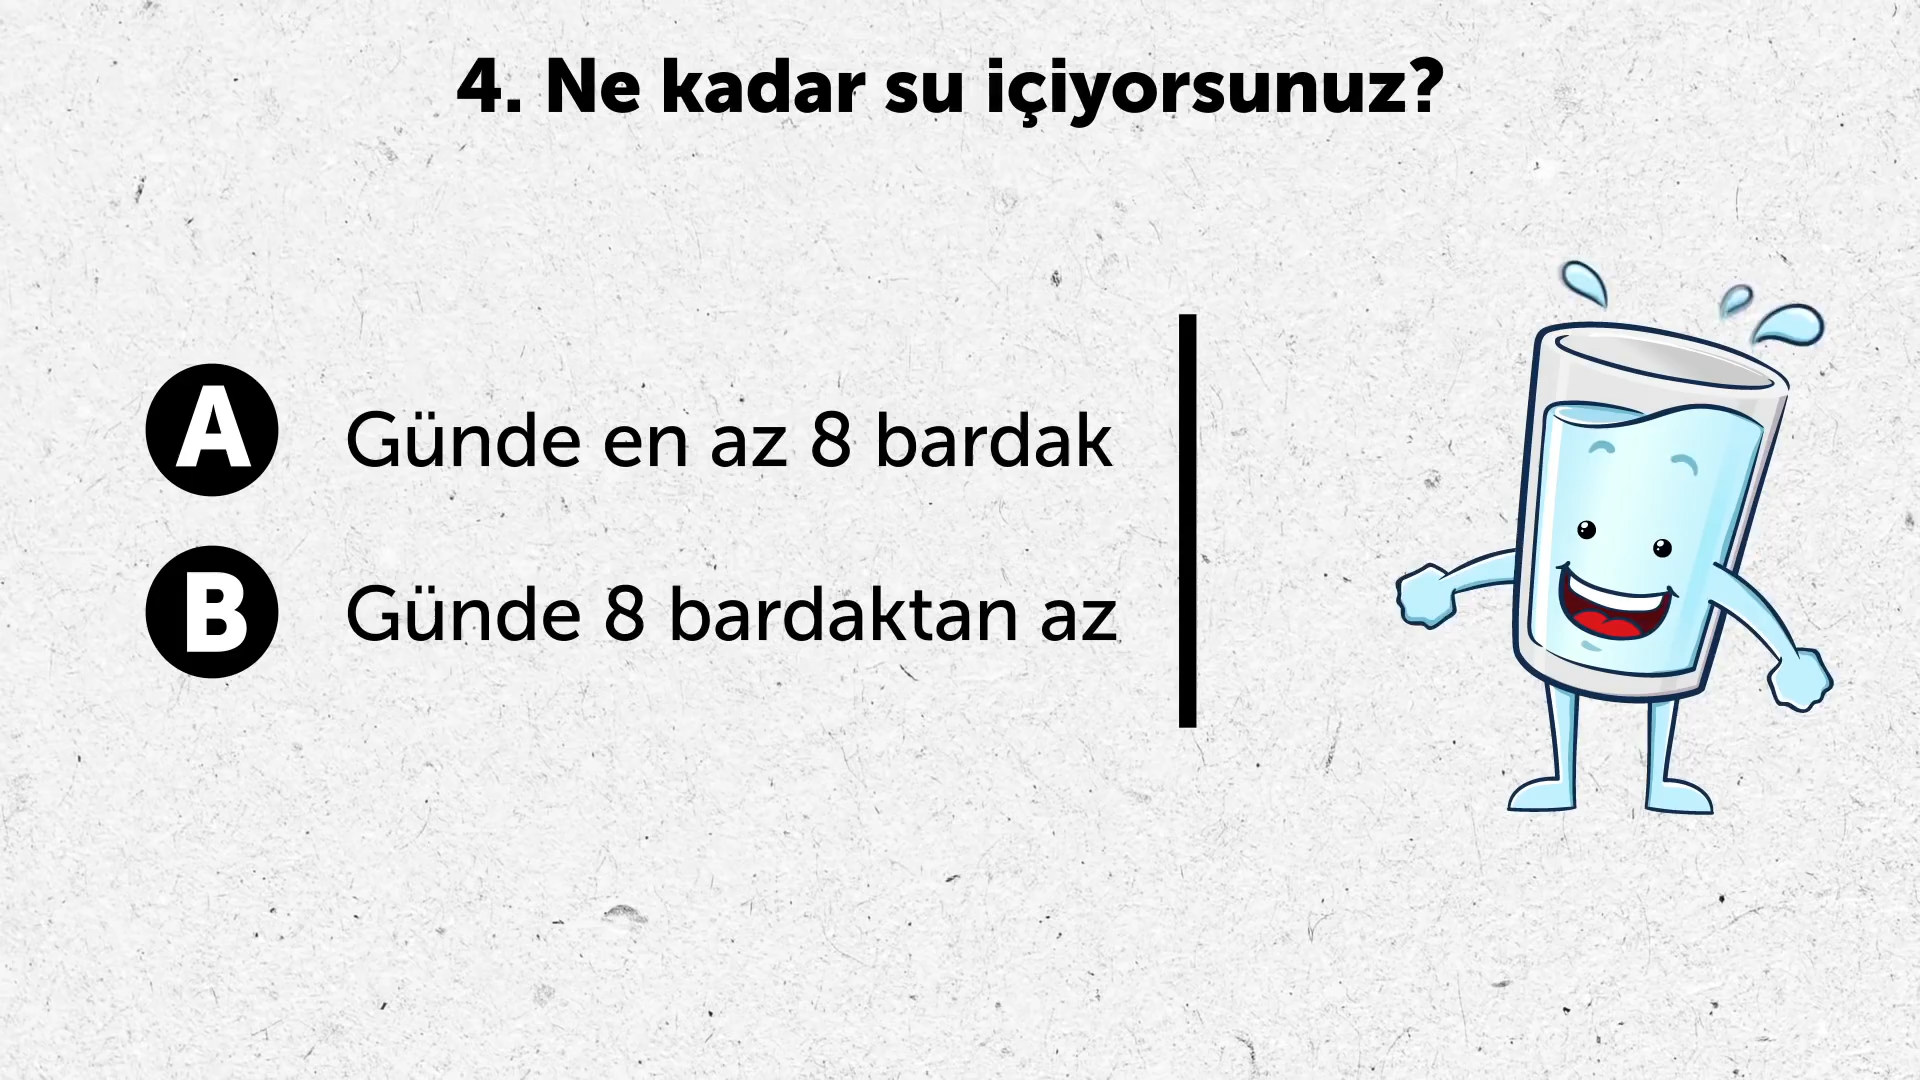 4. Ne kadar su içiyorsunuz?
A Günde en az 8 bardak
B Günde 8 bardaktan az